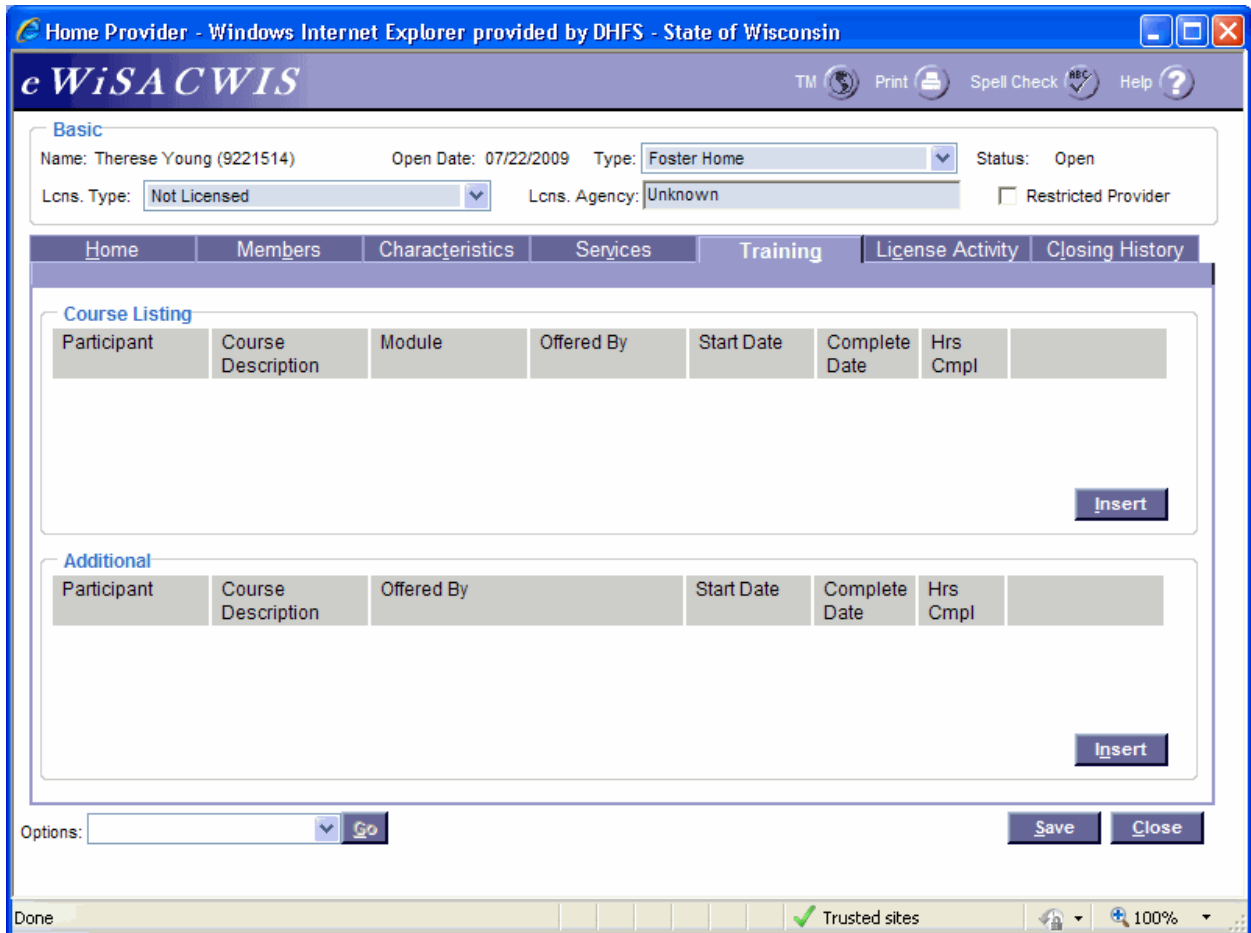 Home Provider - Windows Internet Explorer provided by DHFS - State of Wisconsin
e WiSACWIS TM Print Spell Check ABC Help ?
Basic
Name: Therese Young (9221514) Open Date: 07/22/2009 Type: Foster Home Status: Open
Lcns. Type: Not Licensed Lcns. Agency: Unknown Restricted Provider
Home Members Characteristics Services Training License Activity Closing History
Course Listing
Participant Course Description Module Offered By Start Date Complete Date Hrs Cmpl
Insert
Additional
Participant Course Description Offered By Start Date Complete Date Hrs Cmpl
Insert
Options: Go Save Close
Done Trusted sites 100%